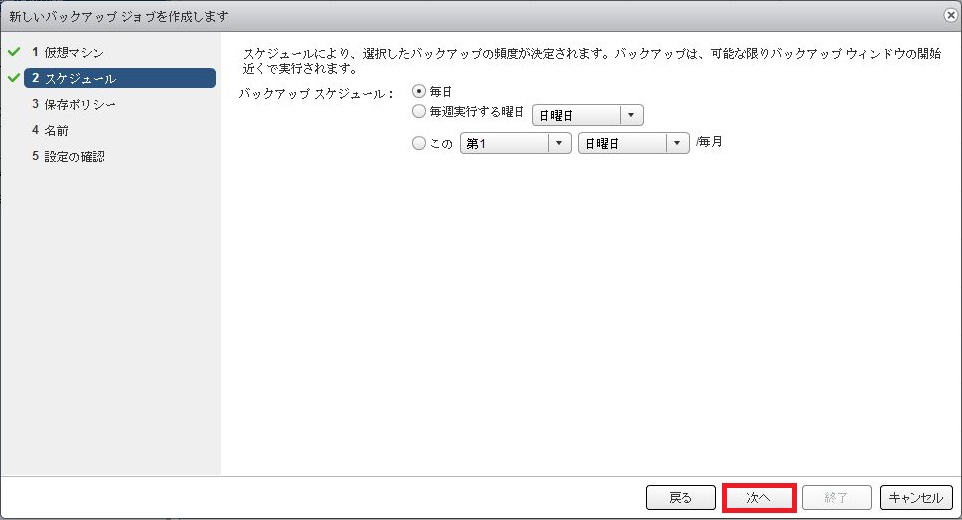 新しいバックアップ ジョブを作成します
1 仮想マシン
2 スケジュール
3 保存ポリシー
4 名前
5 設定の確認
スケジュールにより、選択したバックアップの頻度が決定されます。バックアップは、可能な限りバックアップ ウィンドウの開始
近くで実行されます。
バックアップ スケジュール： 毎日
毎週実行する曜日 日曜日
この 第1 日曜日 /毎月
戻る 次へ 終了 キャンセル